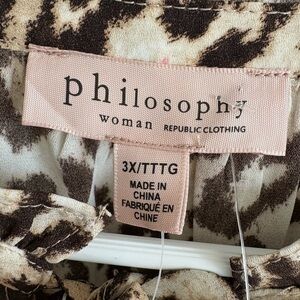 philosophy
woman REPUBLIC CLOTHING
3X/TTTG
MADE IN
CHINA
FABRIQUÉ EN
CHINE